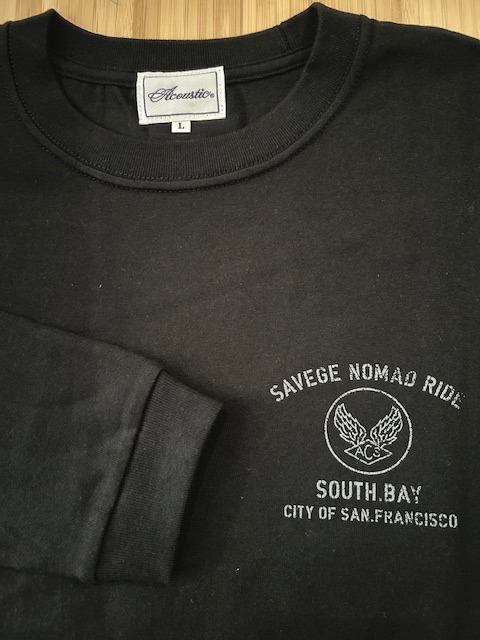 Acoustic®
L
SAVEGE NOMAD RIDE
ACS
SOUTH.BAY
CITY OF SAN.FRANCISCO